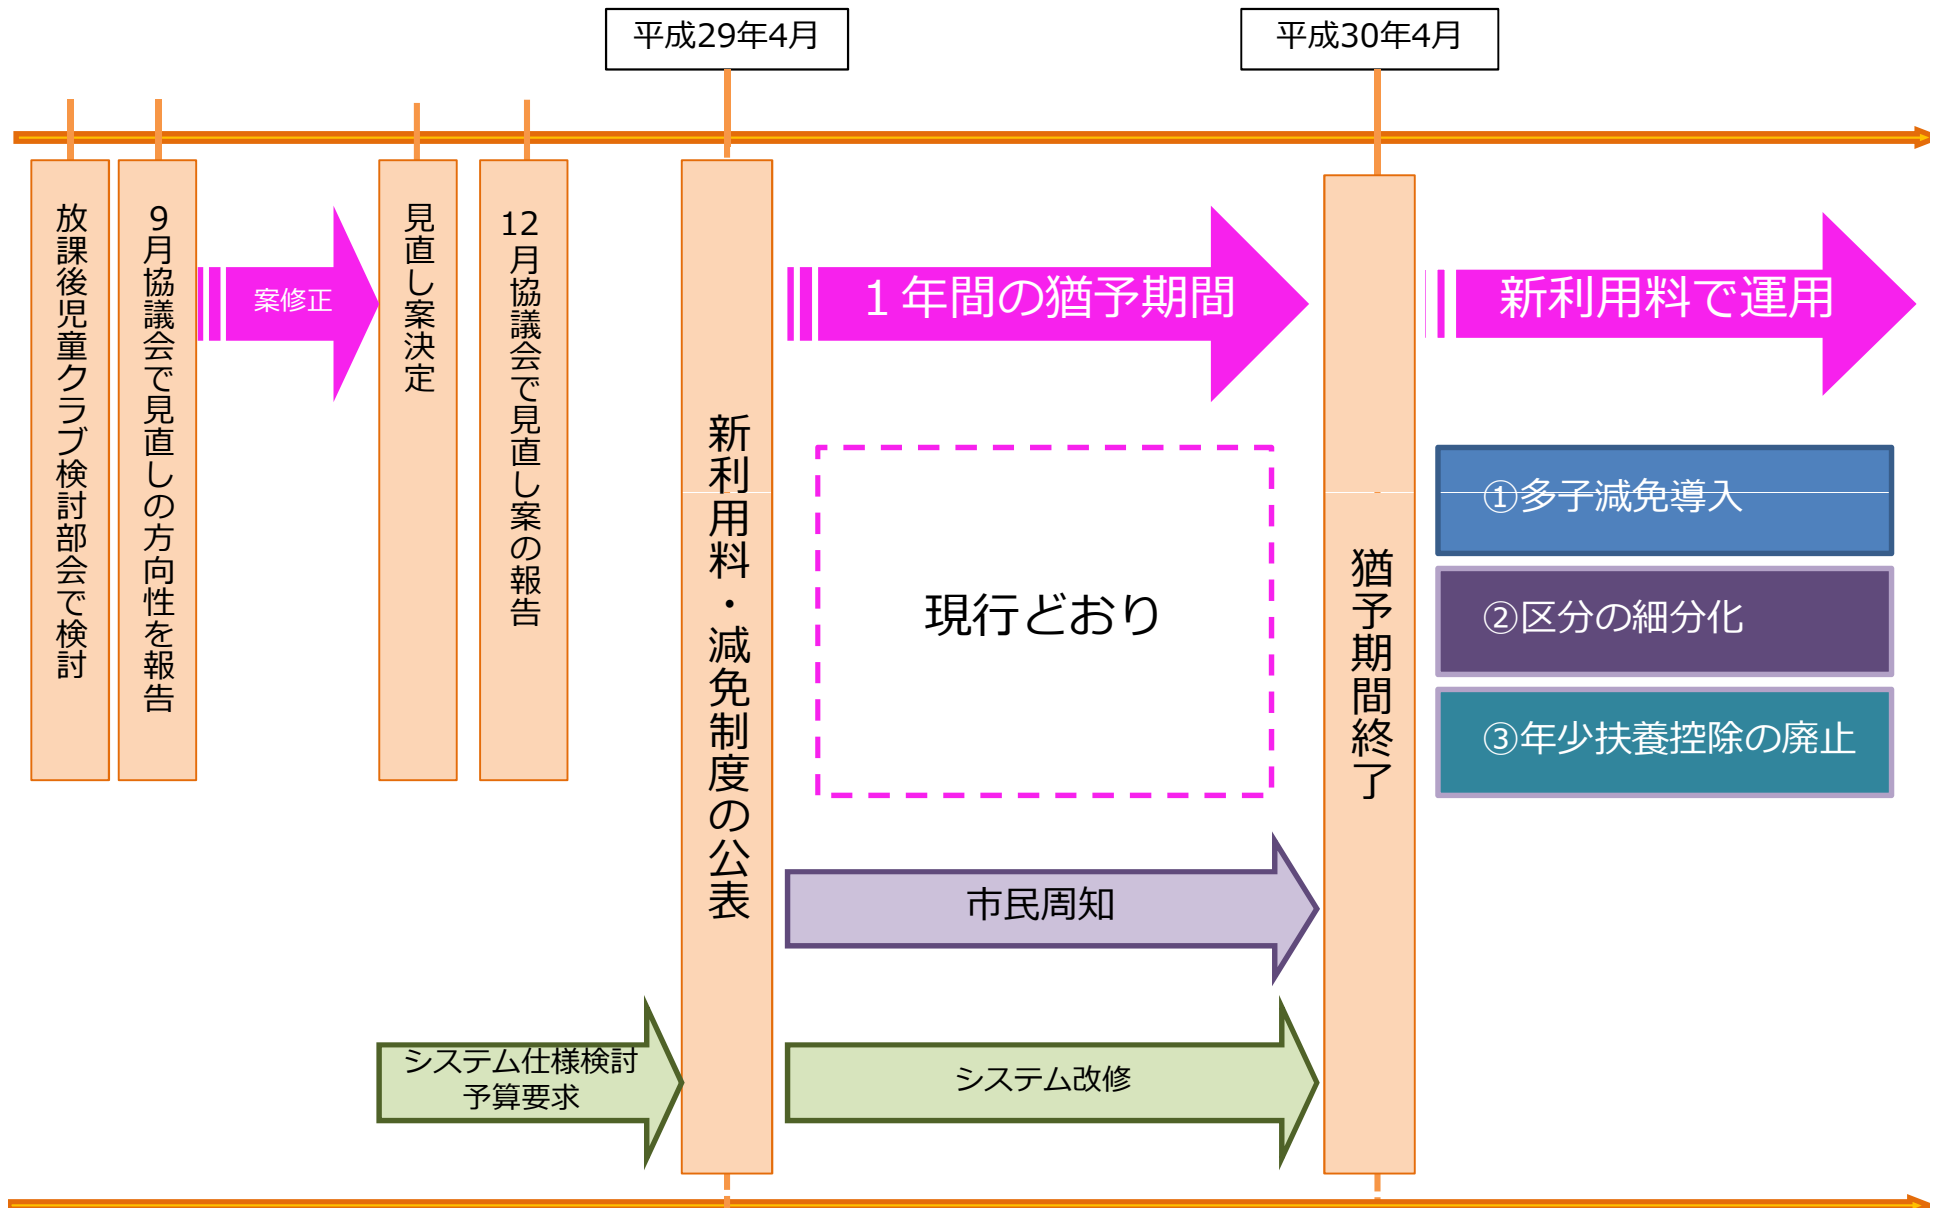 平成29年4月
平成30年4月
放課後児童クラブ検討部会で検討
9月協議会で見直しの方向性を報告
案修正
見直し案決定
12月協議会で見直し案の報告
新利用料・減免制度の公表
１年間の猶予期間
現行どおり
市民周知
システム仕様検討
予算要求
システム改修
猶予期間終了
新利用料で運用
①多子減免導入
②区分の細分化
③年少扶養控除の廃止